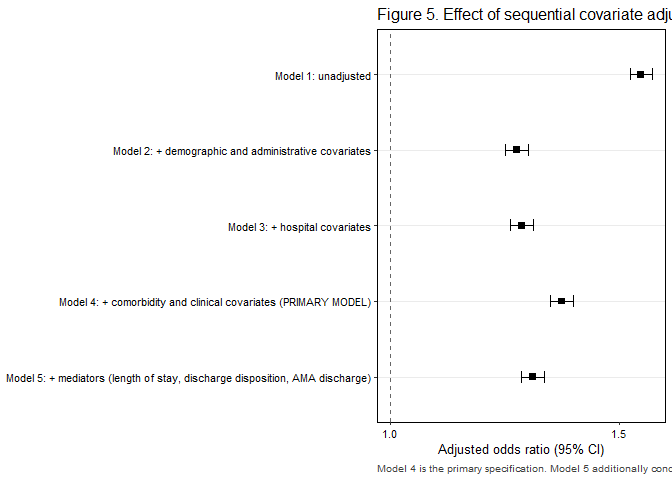 Figure 5. Effect of sequential covariate adju
Model 1: unadjusted
Model 2: + demographic and administrative covariates
Model 3: + hospital covariates
Model 4: + comorbidity and clinical covariates (PRIMARY MODEL)
Model 5: + mediators (length of stay, discharge disposition, AMA discharge)
1.0 1.5
Adjusted odds ratio (95% CI)
Model 4 is the primary specification. Model 5 additionally conc